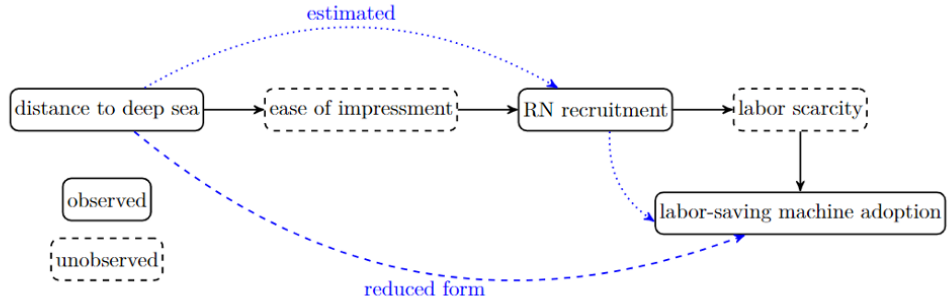 estimated
distance to deep sea
ease of impressment
RN recruitment
labor scarcity
observed
labor-saving machine adoption
unobserved
reduced form